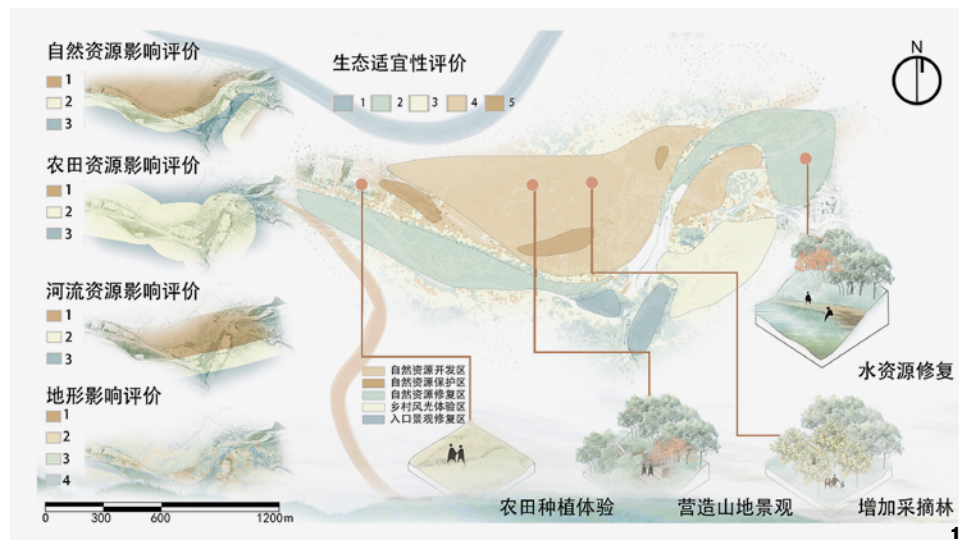 自然资源影响评价
1
2
3
农田资源影响评价
1
2
3
河流资源影响评价
1
2
3
地形影响评价
1
2
3
4
0 300 600 1200m
生态适宜性评价
1 2 3 4 5
N
自然资源开发区
自然资源保护区
自然资源修复区
乡村风光体验区
入口景观修复区
水资源修复
农田种植体验 营造山地景观 增加采摘林
1